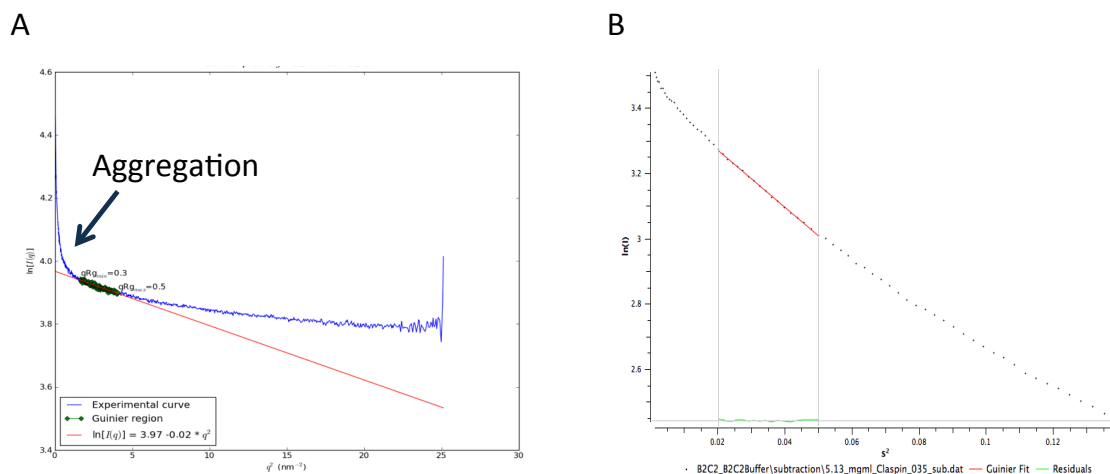 A
B
4.6
4.4
4.2
4.0
3.8
3.6
3.4
ln[I(q)]
Aggregation
qRg_min=0.3
qRg_max=0.5
Experimental curve
Guinier region
ln[I(q)] = 3.97 -0.02 * q²
0
5
10
15
20
25
30
q² (nm⁻²)
3.4
3.2
3
2.8
2.6
ln(I)
0.02
0.04
0.06
0.08
0.1
0.12
s²
B2C2_B2C2Buffer\subtraction\5.13_mgml_Claspin_035_sub.dat
Guinier Fit
Residuals